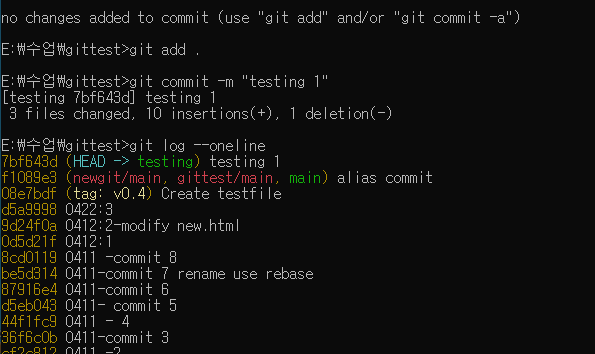 no changes added to commit (use "git add" and/or "git commit -a")
E:₩수업₩gittest>git add .
E:₩수업₩gittest>git commit -m "testing 1"
[testing 7bf643d] testing 1
3 files changed, 10 insertions(+), 1 deletion(-)
E:₩수업₩gittest>git log --oneline
7bf643d (HEAD -> testing) testing 1
f1089e3 (newgit/main, gittest/main, main) alias commit
08e7bdf (tag: v0.4) Create testfile
d5a9998 0422:3
9d24f0a 0412:2-modify new.html
0d5d21f 0412:1
8cd0119 0411 -commit 8
be5d314 0411-commit 7 rename use rebase
87916e4 0411-commit 6
d5eb043 0411- commit 5
44f1fc9 0411 - 4
36f6c0b 0411-commit 3
cf2c812 0411 -2